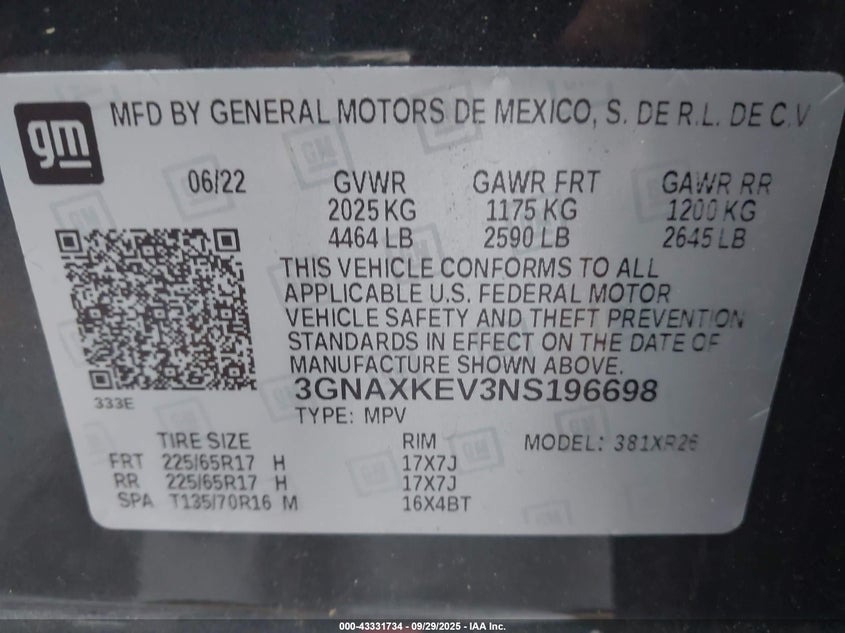 gm
MFD BY GENERAL MOTORS DE MEXICO, S. DE R.L. DE C.V
06/22 GVWR GAWR FRT GAWR RR
2025 KG 1175 KG 1200 KG
4464 LB 2590 LB 2645 LB
THIS VEHICLE CONFORMS TO ALL
APPLICABLE U.S. FEDERAL MOTOR
VEHICLE SAFETY AND THEFT PREVENTION
STANDARDS IN EFFECT ON THE DATE OF
MANUFACTURE SHOWN ABOVE.
333E 3GNAXKEV3NS196698
TYPE: MPV
TIRE SIZE RIM MODEL: 381XR26
FRT 225/65R17 H 17X7J
RR 225/65R17 H 17X7J
SPA T135/70R16 M 16X4BT
000-43331734 - 09/29/2025 - IAA Inc.